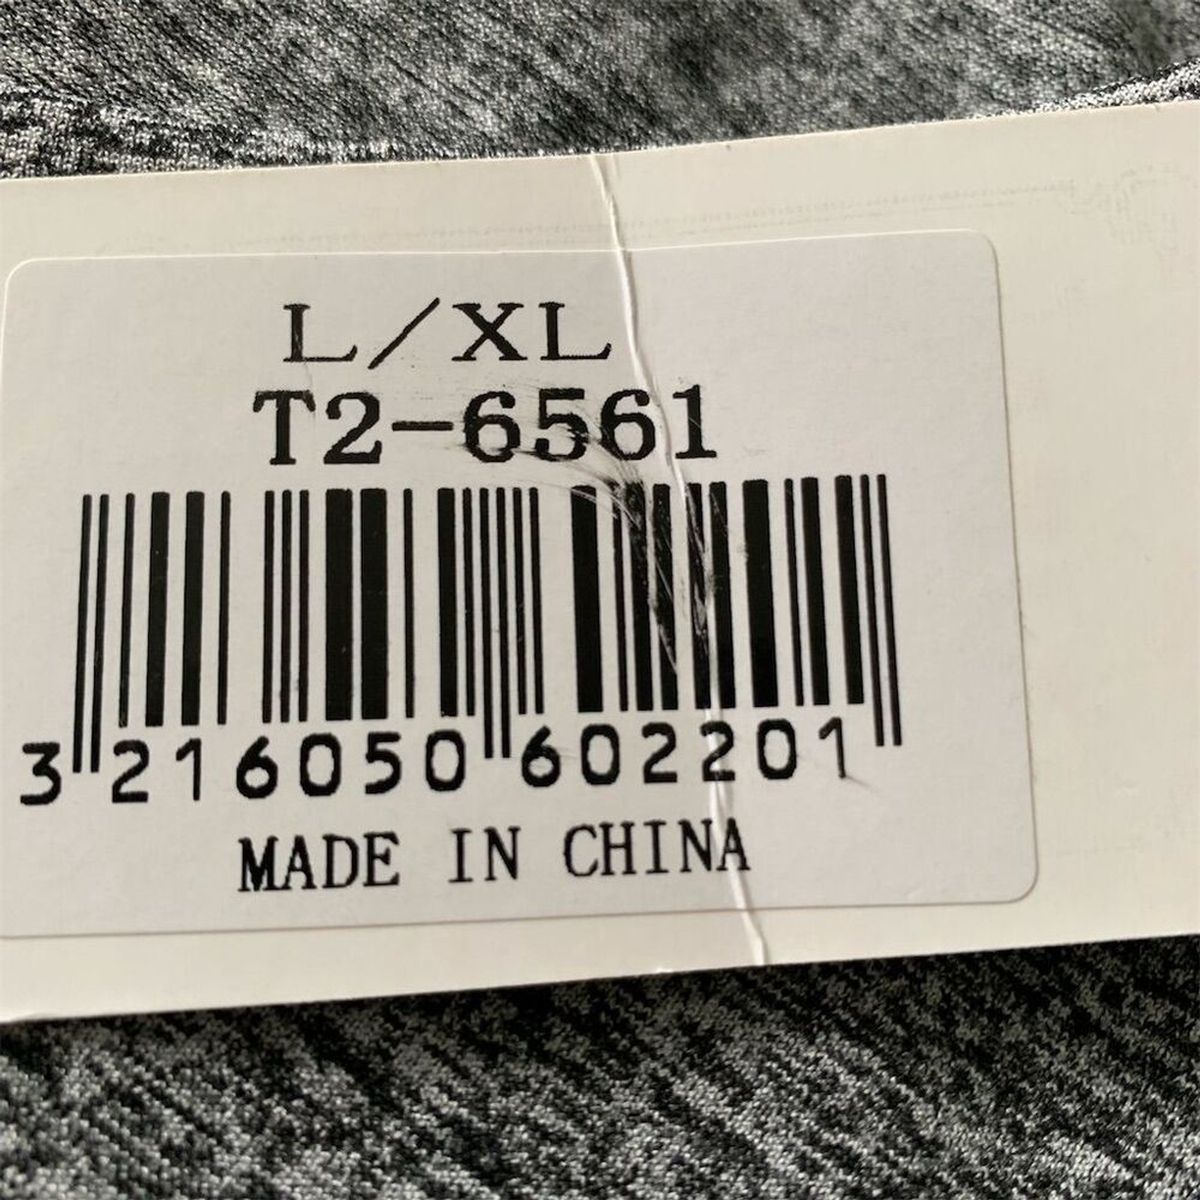 L/XL
T2-6561
3 216050 602201
MADE IN CHINA